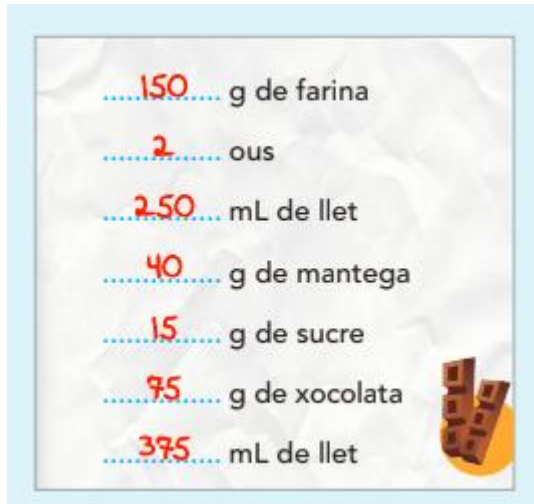 150 g de farina
2 ous
250 mL de llet
40 g de mantega
15 g de sucre
75 g de xocolata
375 mL de llet